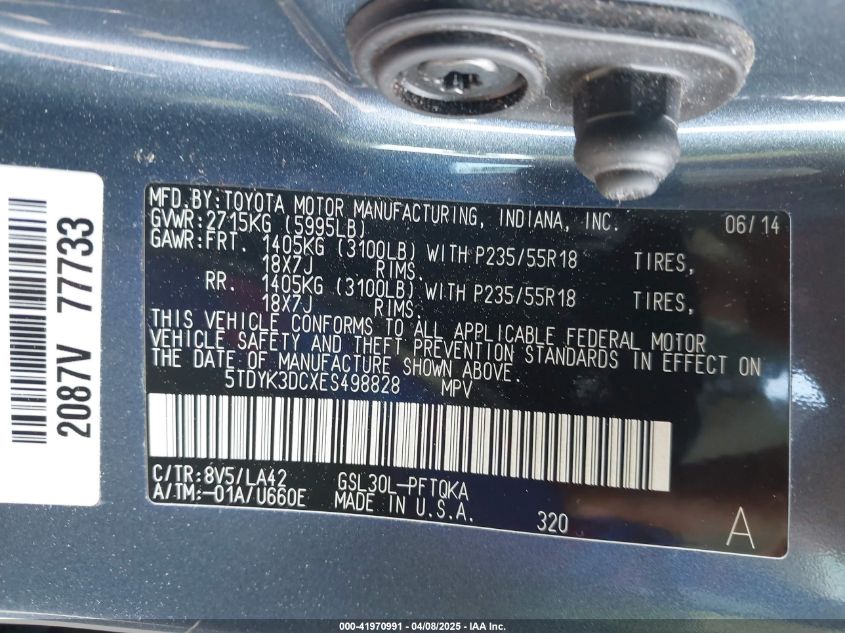 2087V 77733
MFD.BY:TOYOTA MOTOR MANUFACTURING, INDIANA, INC. 06/14
GVWR:2715KG (5995LB)
GAWR:FRT. 1405KG (3100LB) WITH P235/55R18 TIRES,
18X7J RIMS.
RR. 1405KG (3100LB) WITH P235/55R18 TIRES,
18X7J RIMS.
THIS VEHICLE CONFORMS TO ALL APPLICABLE FEDERAL MOTOR
VEHICLE SAFETY AND THEFT PREVENTION STANDARDS IN EFFECT ON
THE DATE OF MANUFACTURE SHOWN ABOVE.
5TDYK3DCXES498828 MPV
C/TR:8V5/LA42 GSL30L-PFTQKA
A/TM:-01A/U660E MADE IN U.S.A. 320 A
000-41970991 - 04/08/2025 - IAA Inc.